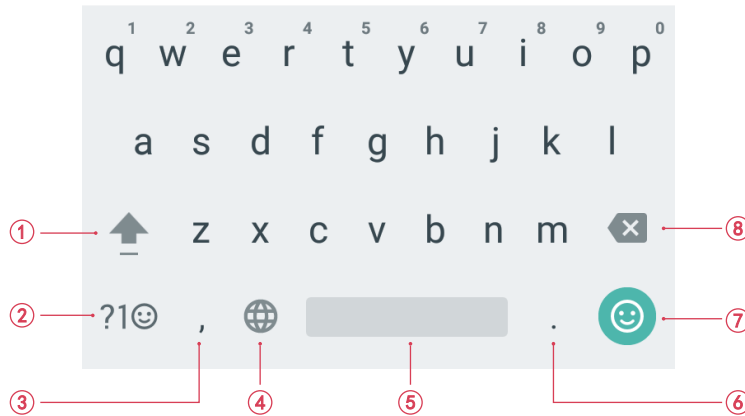 1 2 3 4 5 6 7 8 9 0
q w e r t y u i o p
a s d f g h j k l
① z x c v b n m ⑧
② ?1☺ , . ⑦
③ ④ ⑤ ⑥